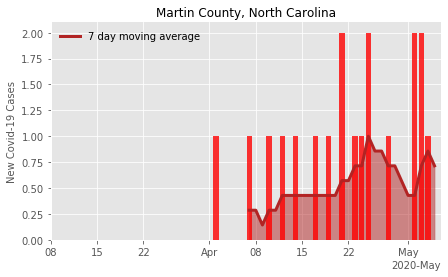 Martin County, North Carolina
7 day moving average
New Covid-19 Cases
2.00
1.75
1.50
1.25
1.00
0.75
0.50
0.25
0.00
08
15
22
Apr
08
15
22
May
2020-May